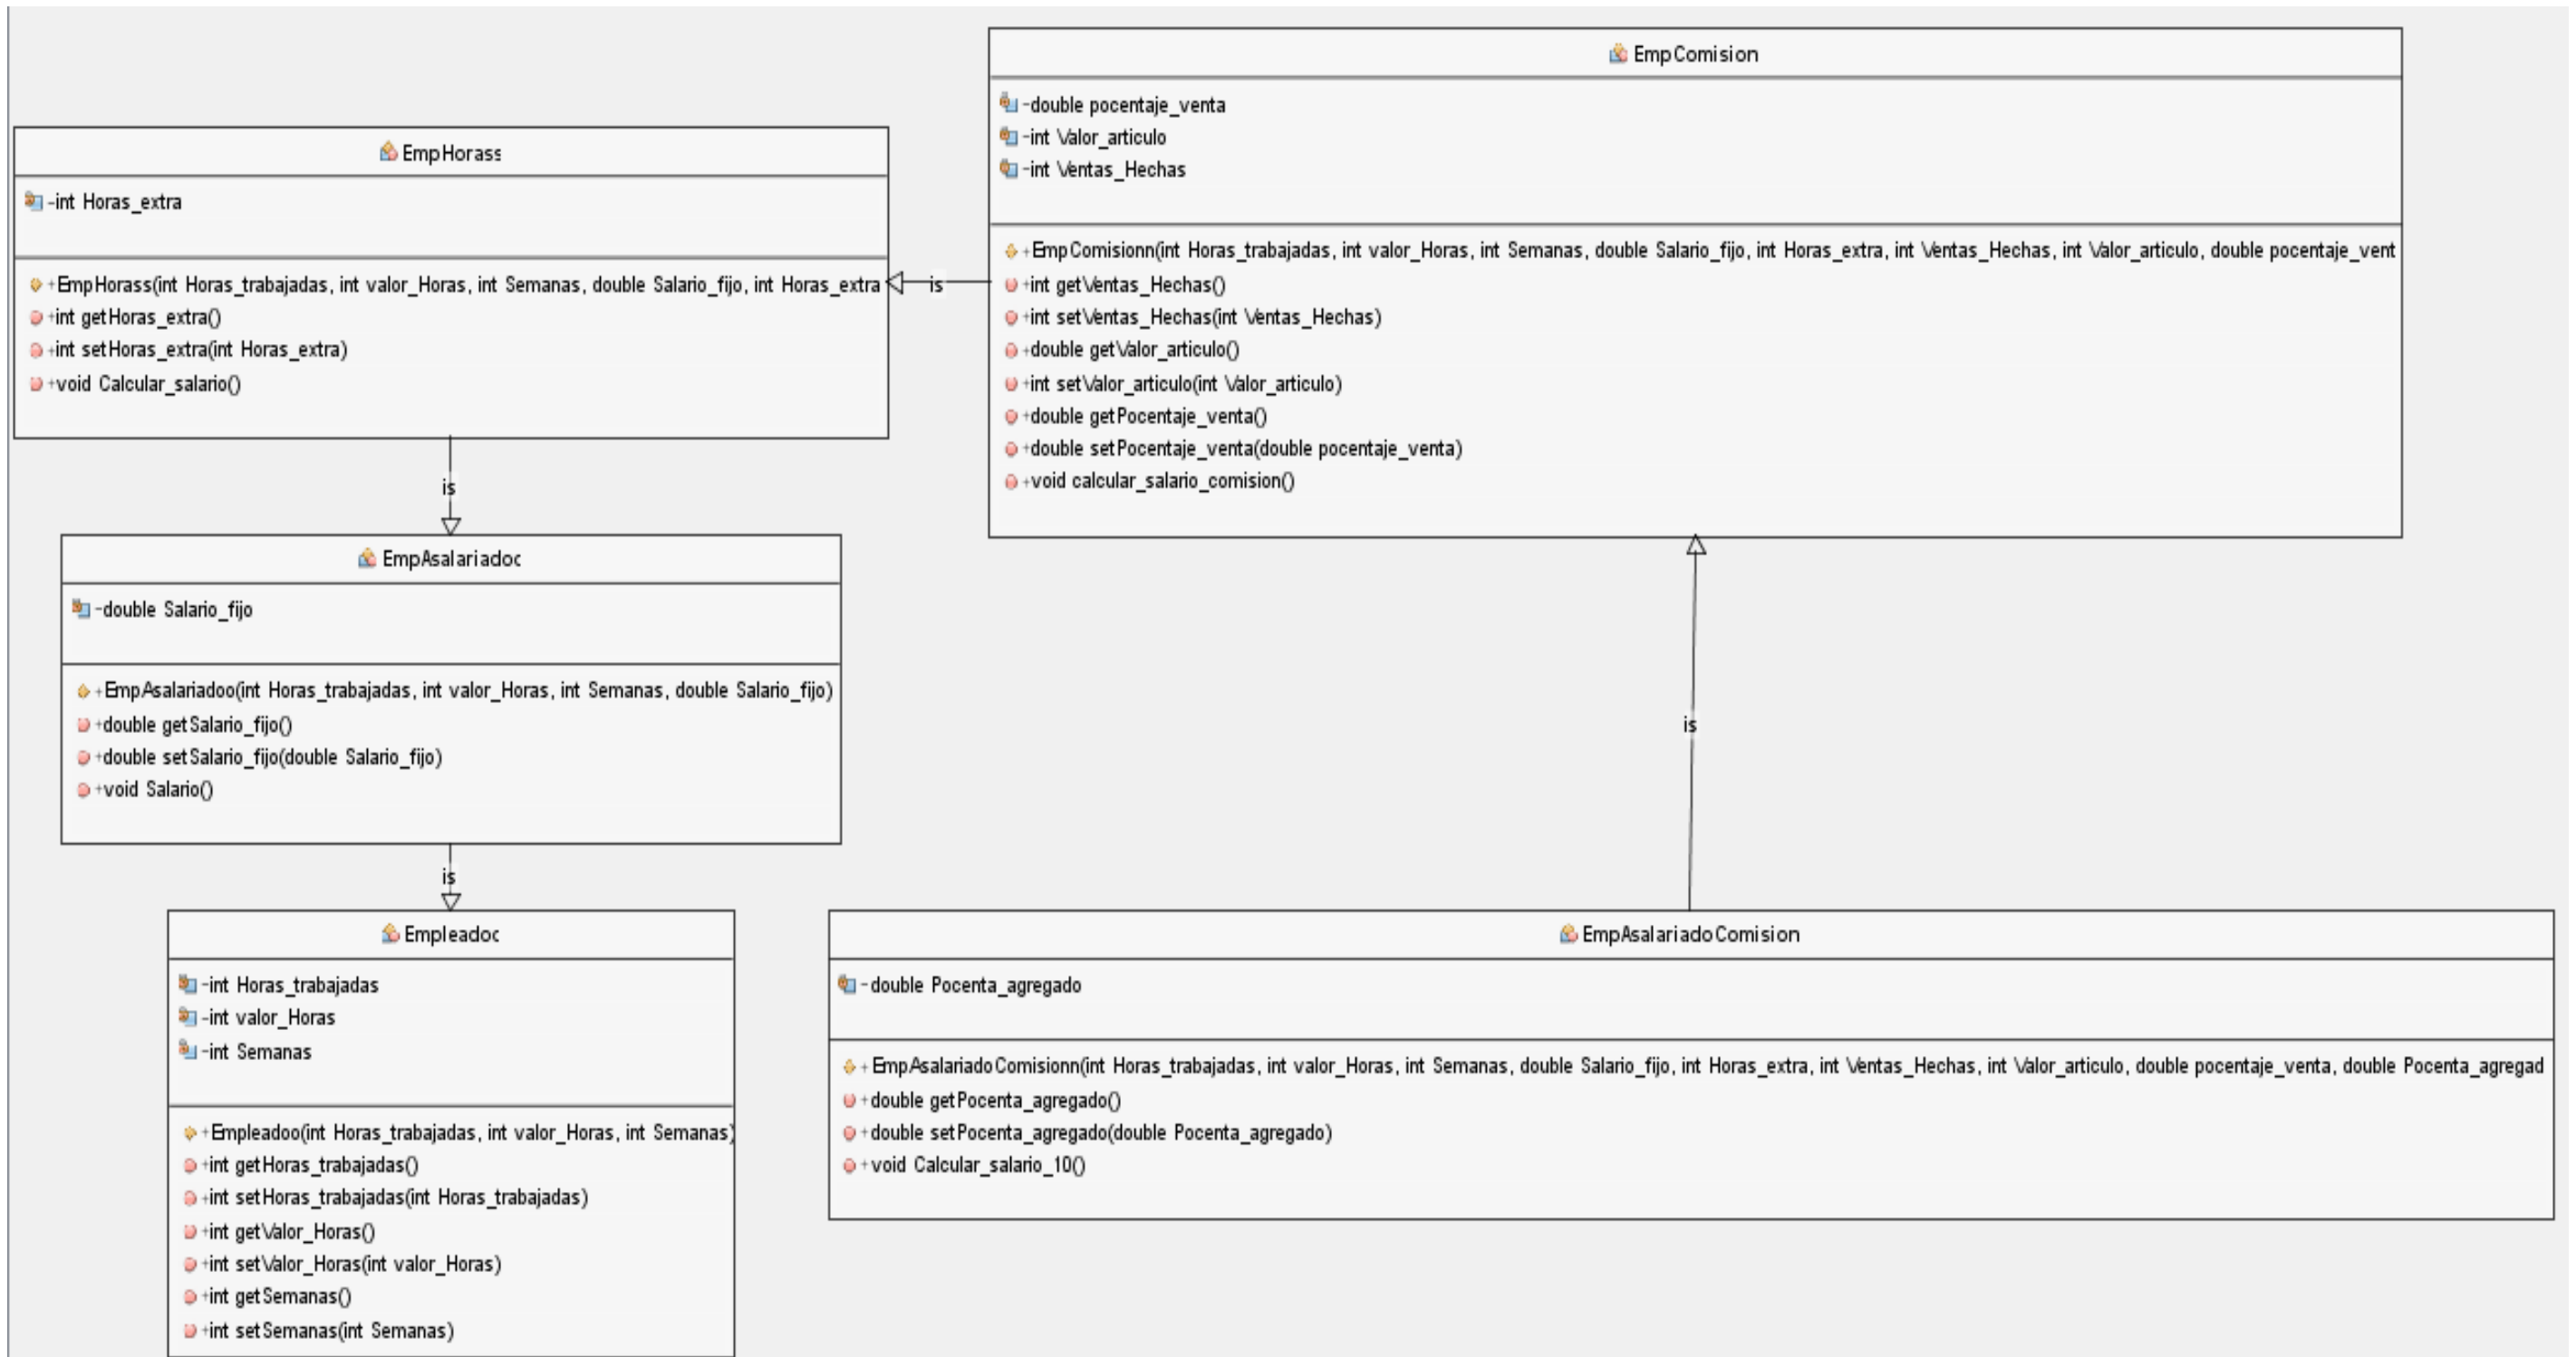 EmpHorass
-int Horas_extra
+EmpHorass(int Horas_trabajadas, int valor_Horas, int Semanas, double Salario_fijo, int Horas_extra
+int getHoras_extra()
+int setHoras_extra(int Horas_extra)
+void Calcular_salario()
is
EmpComision
-double pocentaje_venta
-int Valor_articulo
-int Ventas_Hechas
+EmpComisionn(int Horas_trabajadas, int valor_Horas, int Semanas, double Salario_fijo, int Horas_extra, int Ventas_Hechas, int Valor_articulo, double pocentaje_vent
+int getVentas_Hechas()
+int setVentas_Hechas(int Ventas_Hechas)
+double getValor_articulo()
+int setValor_articulo(int Valor_articulo)
+double getPocentaje_venta()
+double setPocentaje_venta(double pocentaje_venta)
+void calcular_salario_comision()
is
EmpAsalariadoc
-double Salario_fijo
+EmpAsalariadoo(int Horas_trabajadas, int valor_Horas, int Semanas, double Salario_fijo)
+double getSalario_fijo()
+double setSalario_fijo(double Salario_fijo)
+void Salario()
is
is
Empleadoc
-int Horas_trabajadas
-int valor_Horas
-int Semanas
+Empleadoo(int Horas_trabajadas, int valor_Horas, int Semanas)
+int getHoras_trabajadas()
+int setHoras_trabajadas(int Horas_trabajadas)
+int getValor_Horas()
+int setValor_Horas(int valor_Horas)
+int getSemanas()
+int setSemanas(int Semanas)
EmpAsalariadoComision
-double Pocenta_agregado
+EmpAsalariadoComisionn(int Horas_trabajadas, int valor_Horas, int Semanas, double Salario_fijo, int Horas_extra, int Ventas_Hechas, int Valor_articulo, double pocentaje_venta, double Pocenta_agregad
+double getPocenta_agregado()
+double setPocenta_agregado(double Pocenta_agregado)
+void Calcular_salario_10()